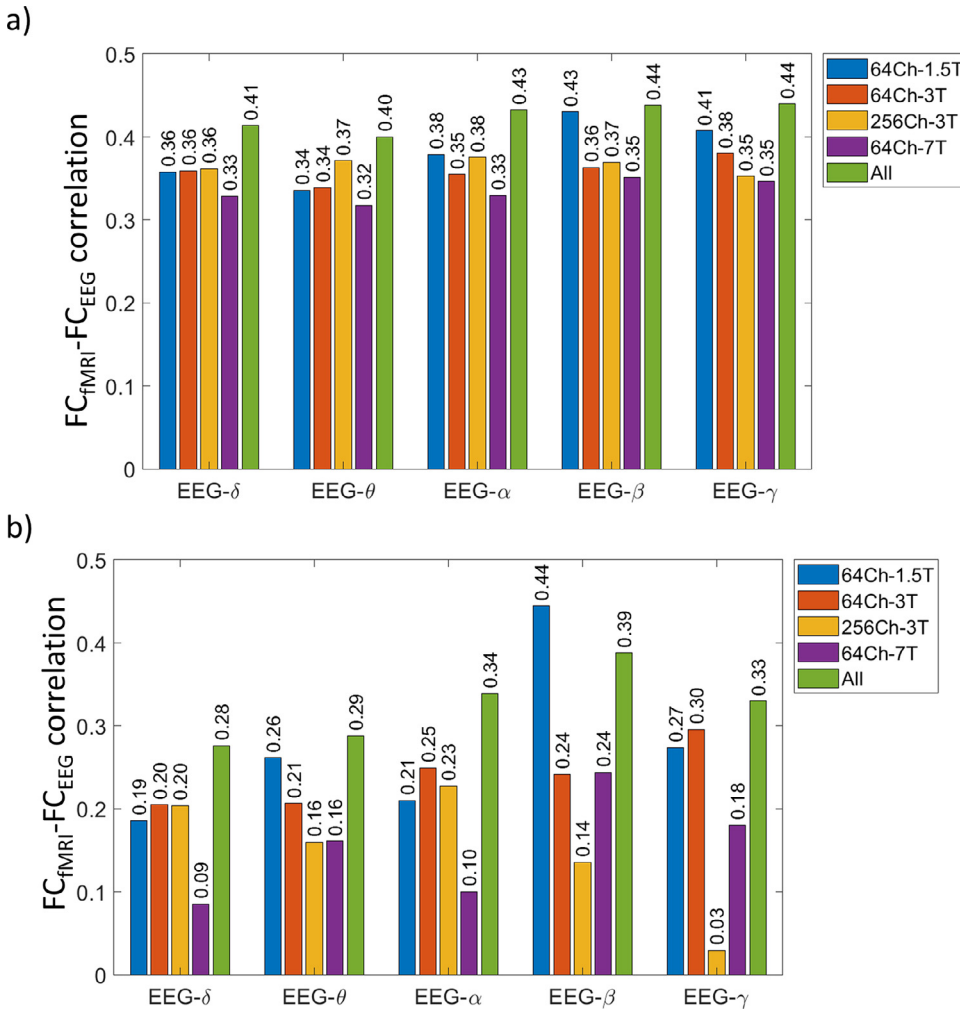 a)
0.5
0.4
0.3
0.2
0.1
0
FC_fMRI-FC_EEG correlation
0.36 0.36 0.36 0.33 0.41
0.34 0.34 0.37 0.32 0.40
0.38 0.35 0.38 0.33 0.43
0.43 0.36 0.37 0.35 0.44
0.41 0.38 0.35 0.35 0.44
EEG-δ EEG-θ EEG-α EEG-β EEG-γ
64Ch-1.5T
64Ch-3T
256Ch-3T
64Ch-7T
All
b)
0.5
0.4
0.3
0.2
0.1
0
FC_fMRI-FC_EEG correlation
0.19 0.20 0.20 0.09 0.28
0.26 0.21 0.16 0.16 0.29
0.21 0.25 0.23 0.10 0.34
0.44 0.24 0.14 0.24 0.39
0.27 0.30 0.03 0.18 0.33
EEG-δ EEG-θ EEG-α EEG-β EEG-γ
64Ch-1.5T
64Ch-3T
256Ch-3T
64Ch-7T
All